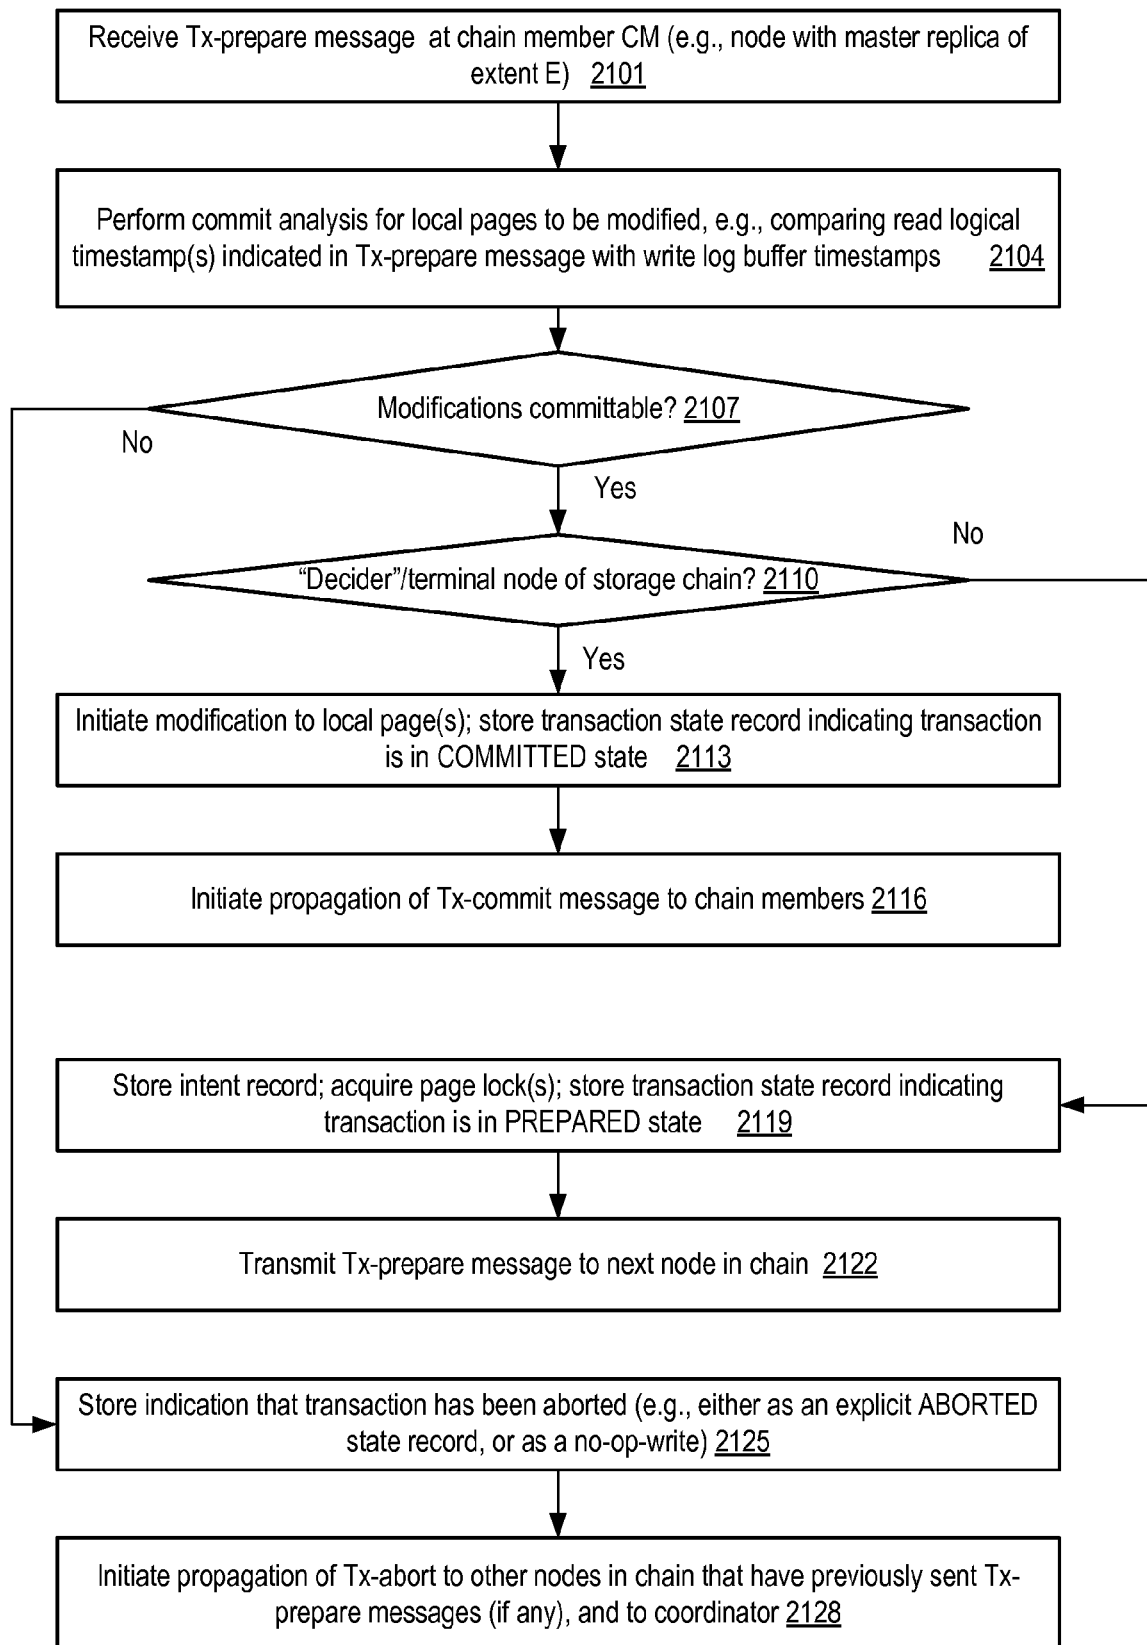 Receive Tx-prepare message at chain member CM (e.g., node with master replica of
extent E) 2101
Perform commit analysis for local pages to be modified, e.g., comparing read logical
timestamp(s) indicated in Tx-prepare message with write log buffer timestamps 2104
Modifications committable? 2107
No
Yes
No
“Decider”/terminal node of storage chain? 2110
Yes
Initiate modification to local page(s); store transaction state record indicating transaction
is in COMMITTED state 2113
Initiate propagation of Tx-commit message to chain members 2116
Store intent record; acquire page lock(s); store transaction state record indicating
transaction is in PREPARED state 2119
Transmit Tx-prepare message to next node in chain 2122
Store indication that transaction has been aborted (e.g., either as an explicit ABORTED
state record, or as a no-op-write) 2125
Initiate propagation of Tx-abort to other nodes in chain that have previously sent Tx-
prepare messages (if any), and to coordinator 2128